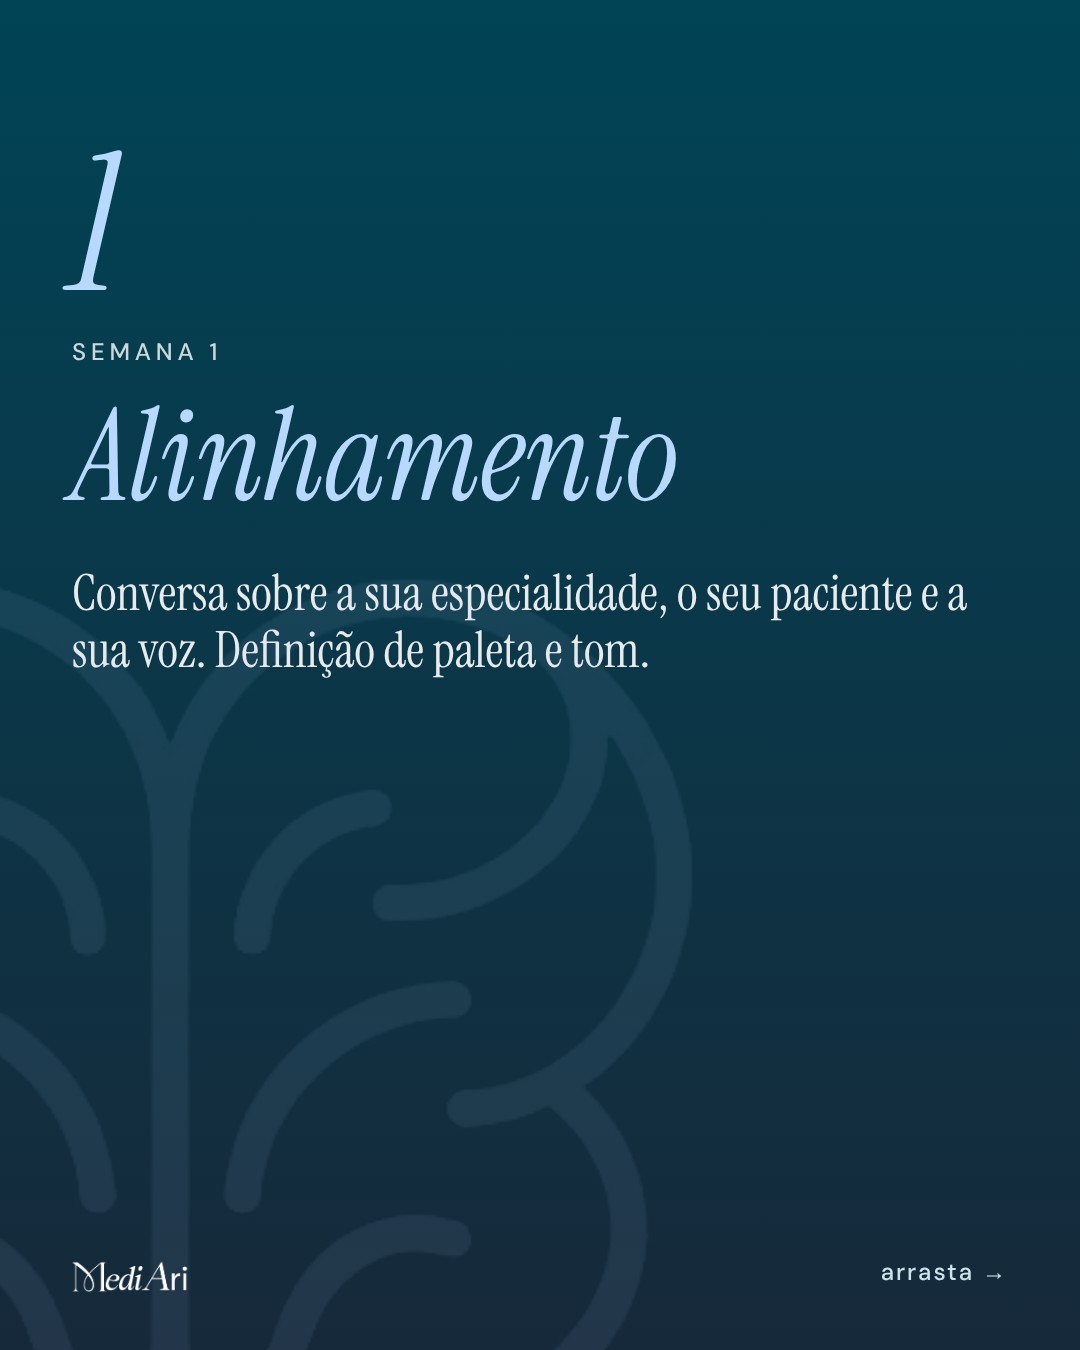 1
SEMANA 1
Alinhamento
Conversa sobre a sua especialidade, o seu paciente e a
sua voz. Definição de paleta e tom.
MediAri
arrasta →